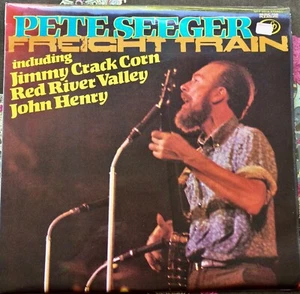 PETE SEEGER
FREIGHT TRAIN
including
Jimmy Crack Corn
Red River Valley
John Henry